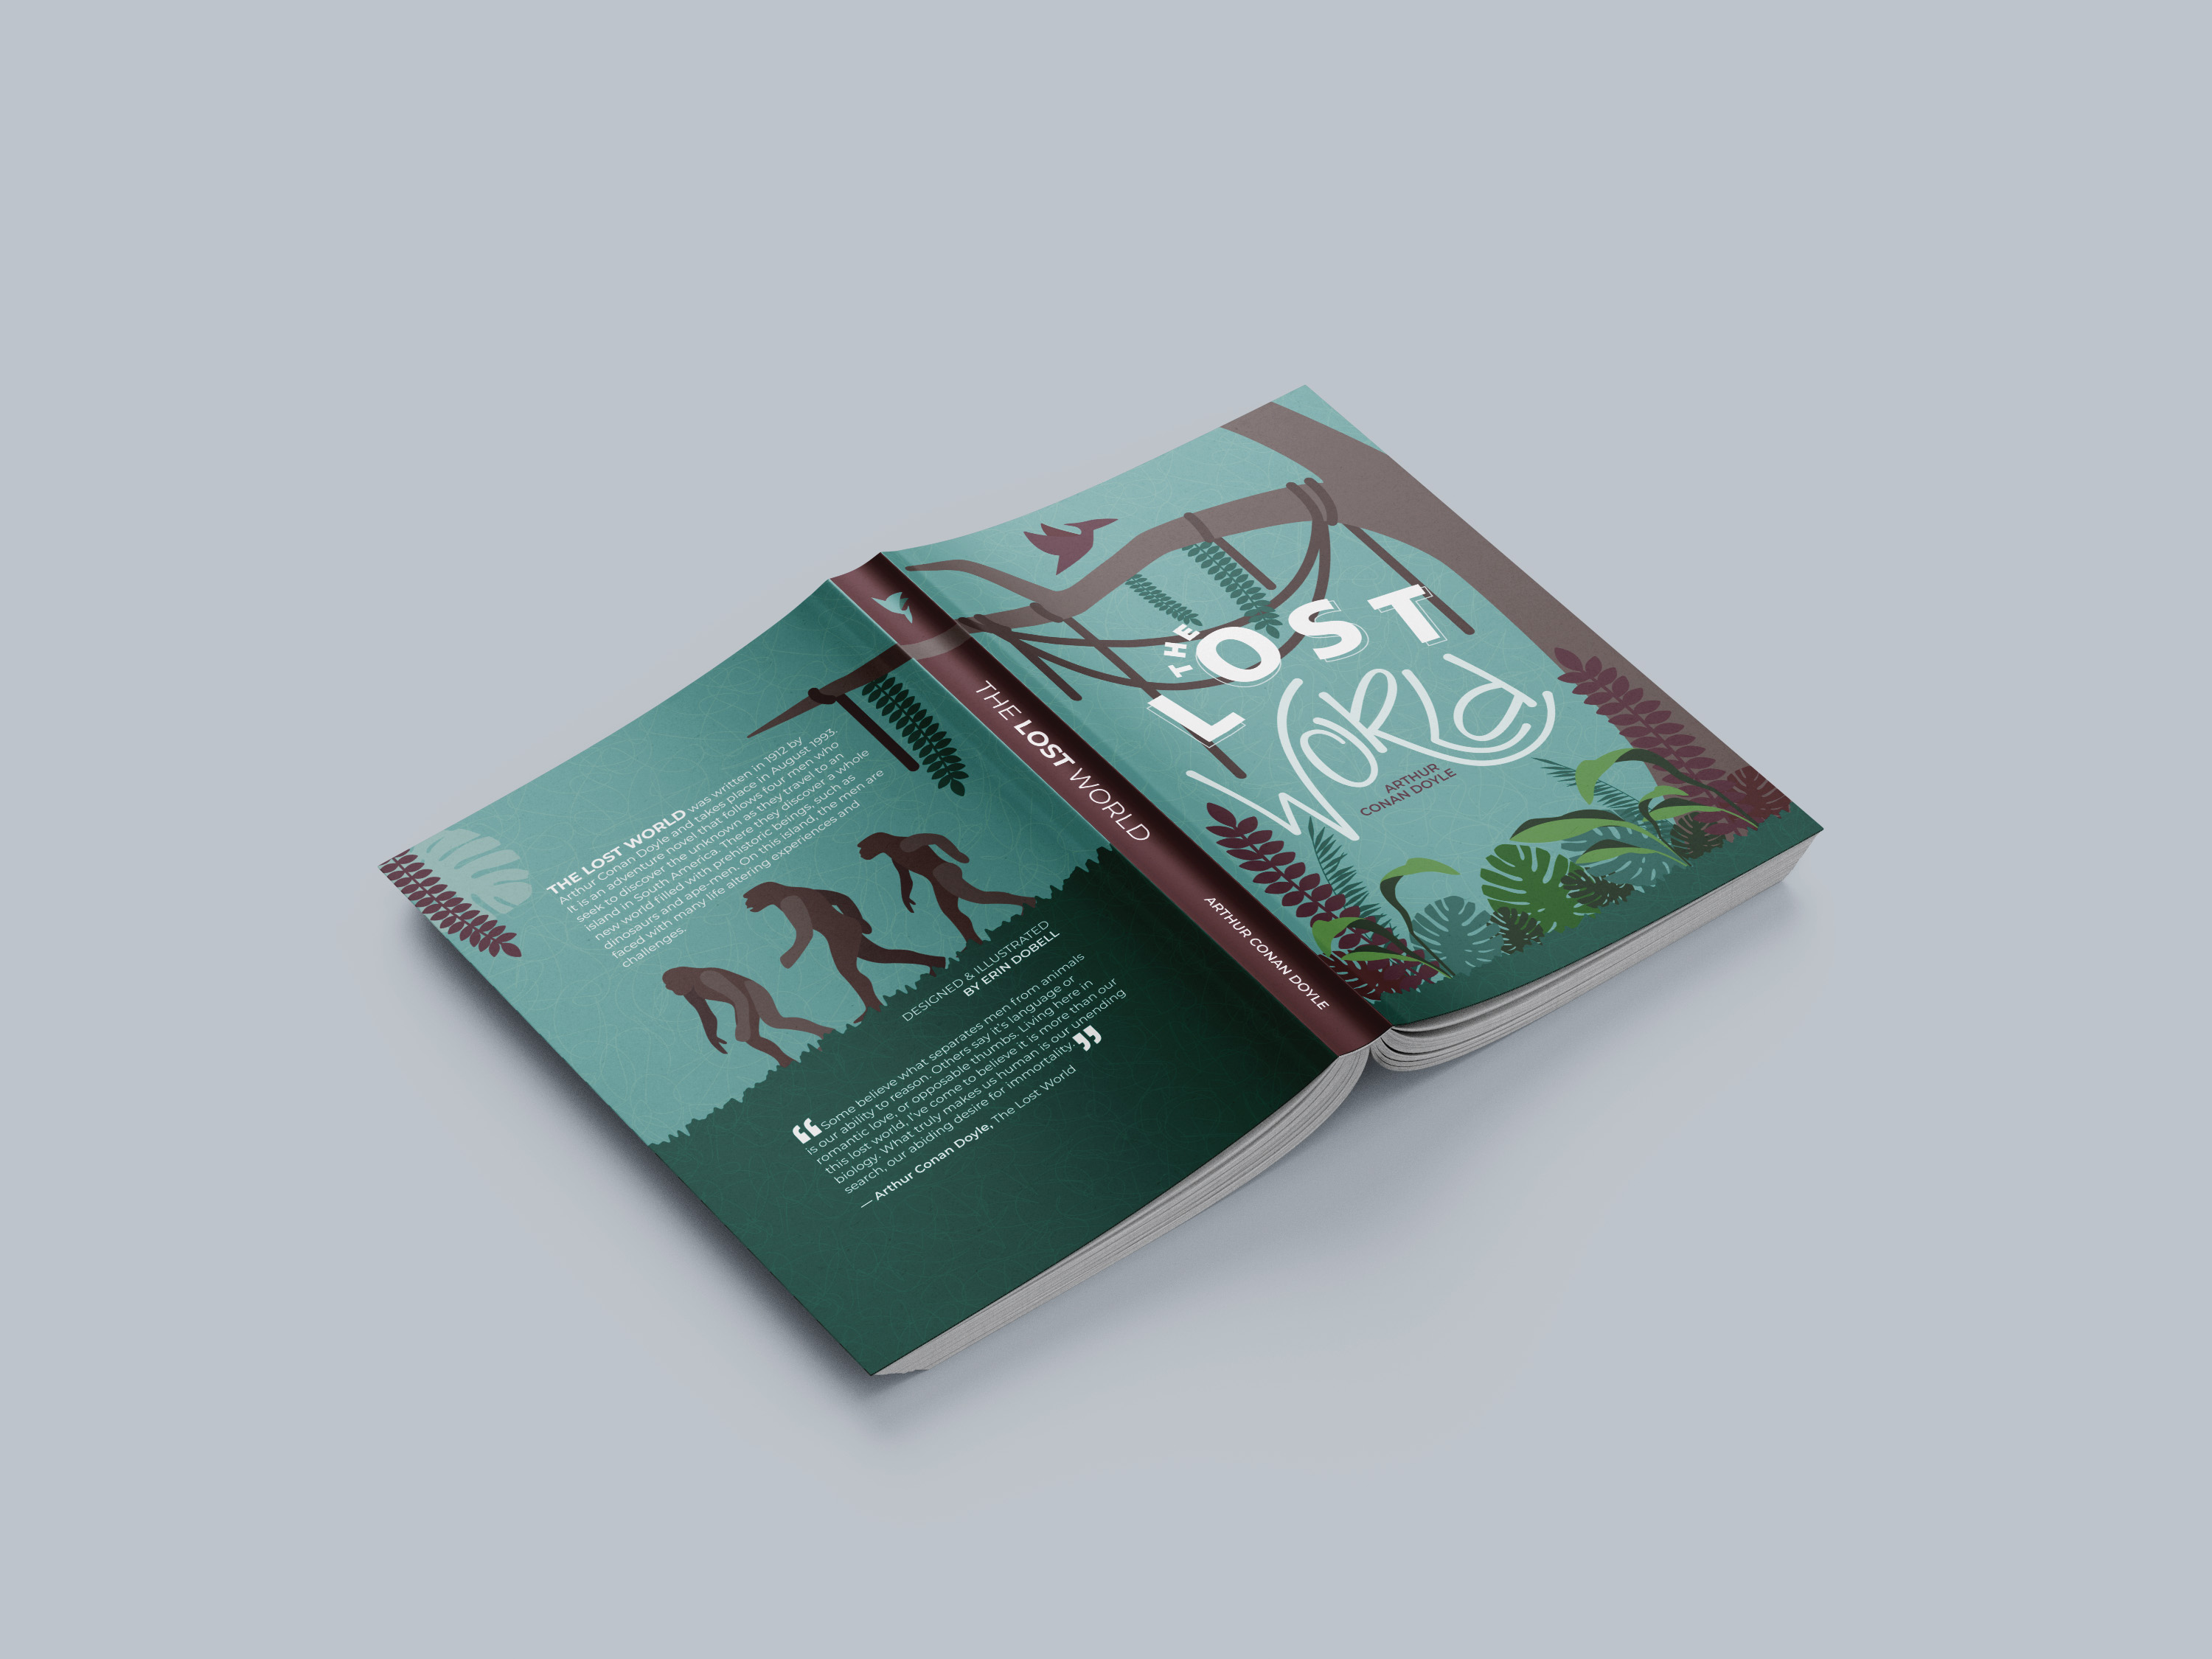 THE
LOST
WORLD
ARTHUR
CONAN DOYLE
THE LOST WORLD
ARTHUR CONAN DOYLE
THE LOST WORLD was written in 1912 by
Arthur Conan Doyle and takes place in August 1993.
It is an adventure novel that follows four men who
seek to discover the unknown as they travel to an
island in South America. There they discover a whole
new world filled with prehistoric beings, such as
dinosaurs and ape-men. On this island, the men are
faced with many life altering experiences and
challenges.
DESIGNED & ILLUSTRATED
BY ERIN DOBELL
“Some believe what separates men from animals
is our ability to reason. Others say it's language or
romantic love, or opposable thumbs. Living here in
this lost world, I've come to believe it is more than our
biology. What truly makes us human is our unending
search, our abiding desire for immortality.”
— Arthur Conan Doyle, The Lost World